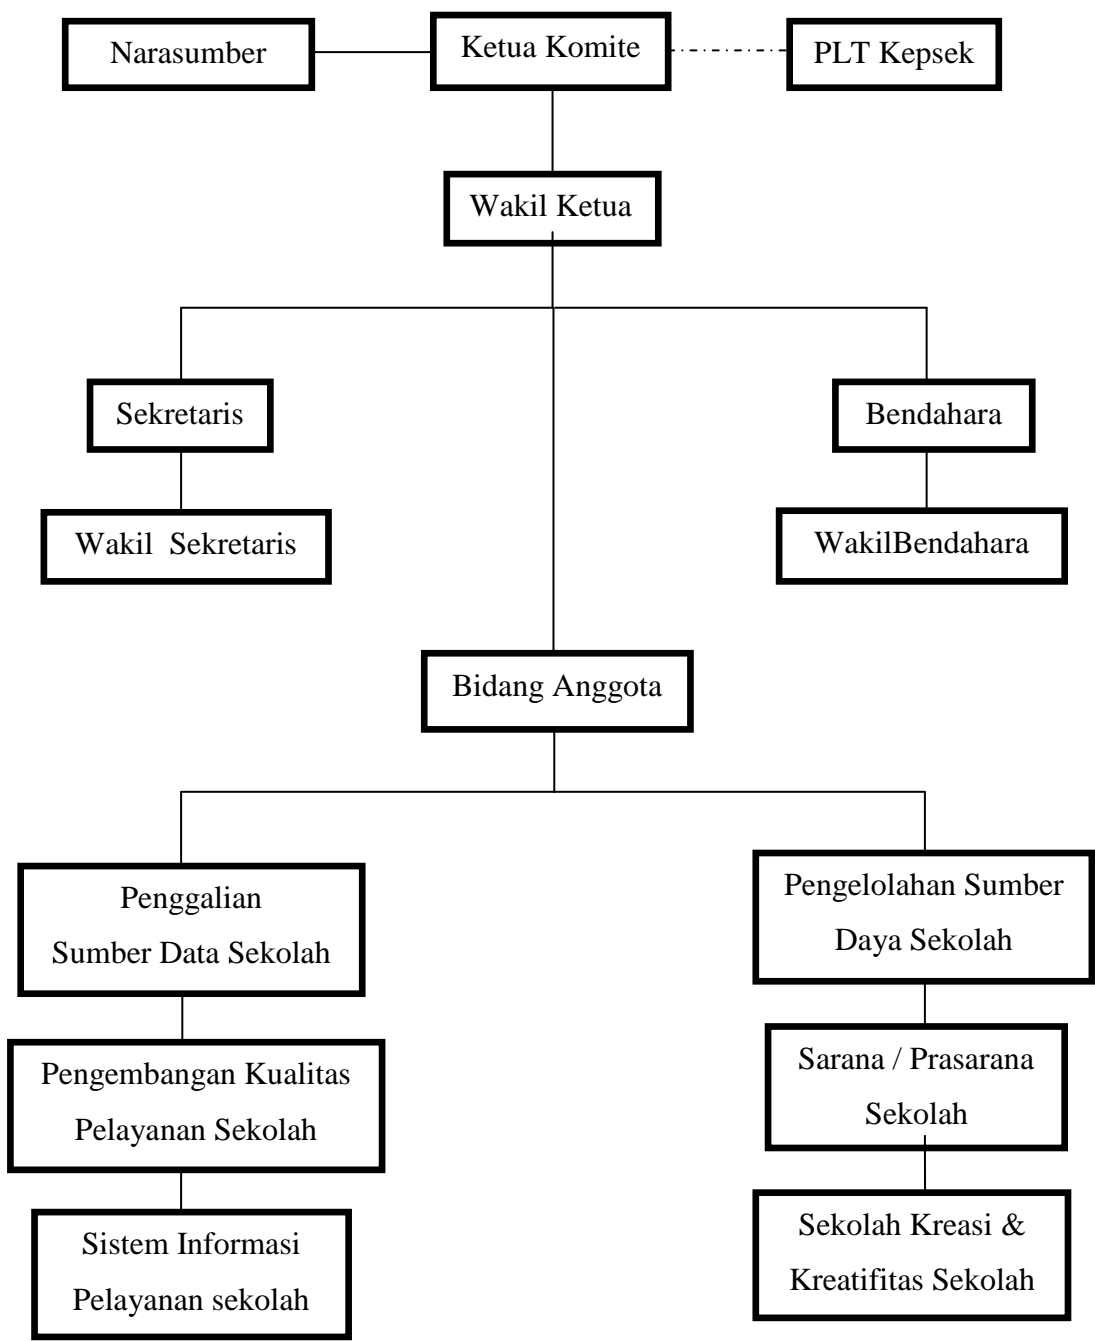 Narasumber
Ketua Komite
PLT Kepsek
Wakil Ketua
Sekretaris
Bendahara
Wakil  Sekretaris
WakilBendahara
Bidang Anggota
Penggalian
Sumber Data Sekolah
Pengelolahan Sumber
Daya Sekolah
Pengembangan Kualitas
Pelayanan Sekolah
Sarana / Prasarana
Sekolah
Sistem Informasi
Pelayanan sekolah
Sekolah Kreasi &
Kreatifitas Sekolah